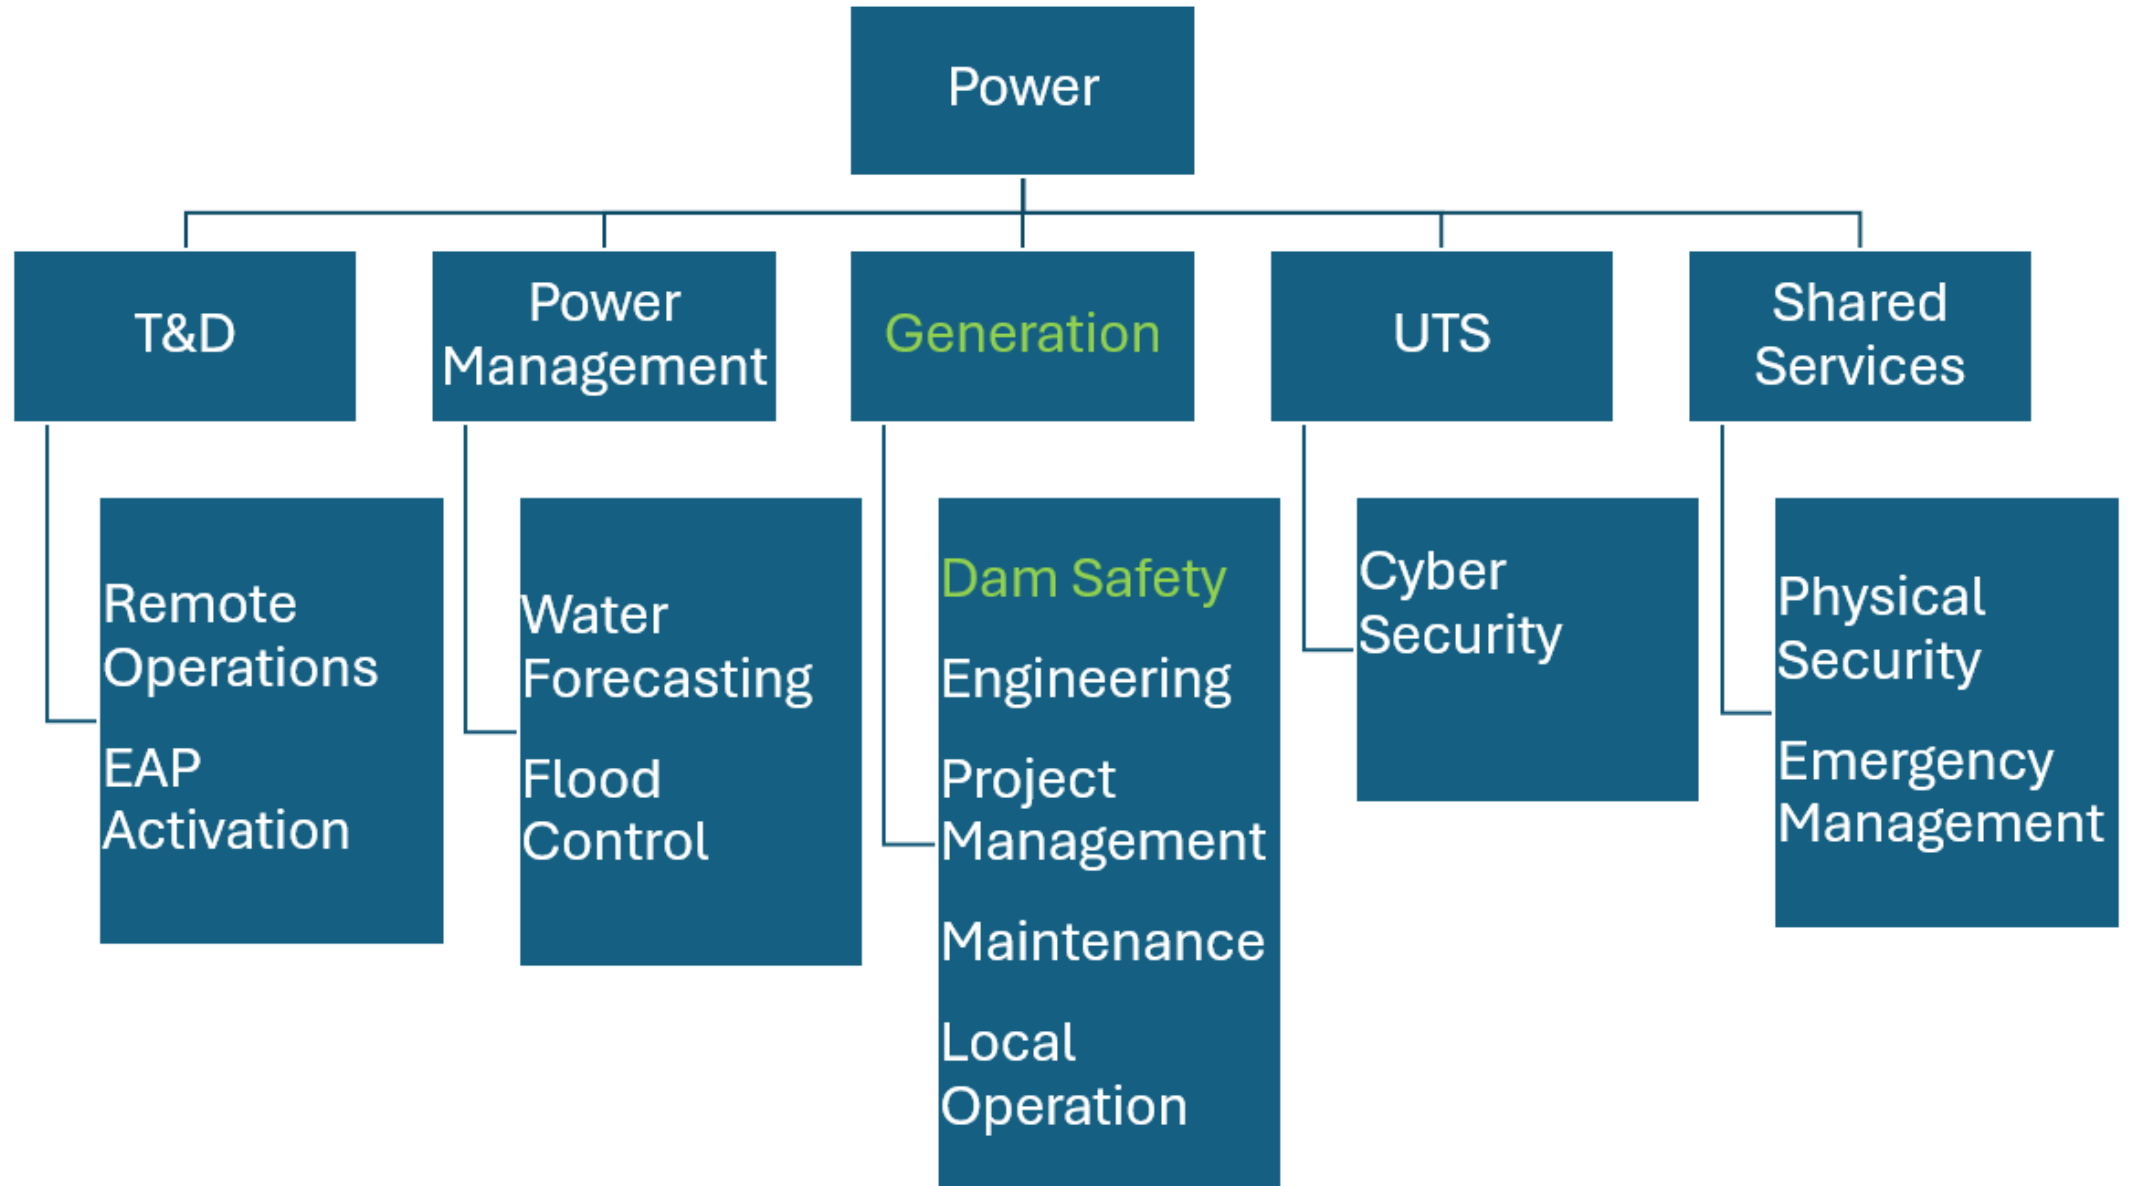 Power
T&D
Power
Management
Generation
UTS
Shared
Services
Remote
Operations
EAP
Activation
Water
Forecasting
Flood
Control
Dam Safety
Engineering
Project
Management
Maintenance
Local
Operation
Cyber
Security
Physical
Security
Emergency
Management